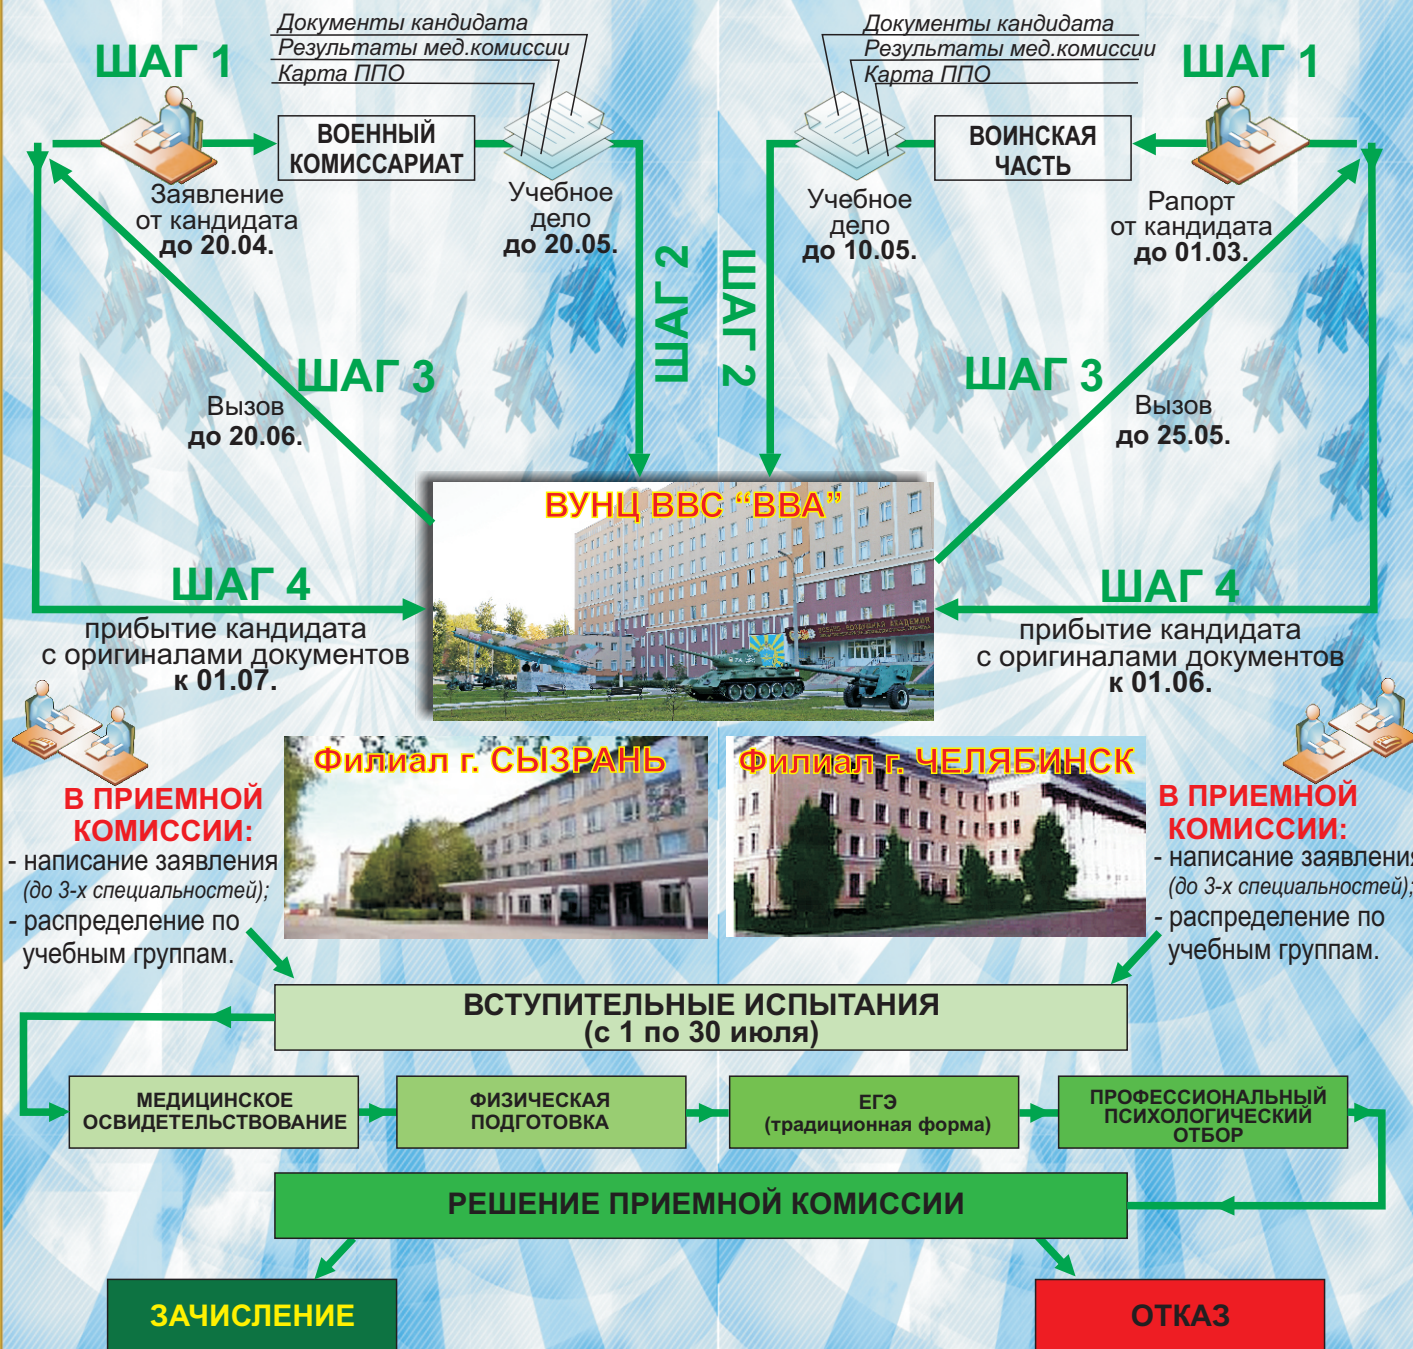 ШАГ 1
Документы кандидата
Результаты мед.комиссии
Карта ППО
ВОЕННЫЙ
КОМИССАРИАТ
Заявление
от кандидата
до 20.04.
Учебное
дело
до 20.05.
ШАГ 2
ШАГ 3
Вызов
до 20.06.
ШАГ 4
прибытие кандидата
с оригиналами документов
к 01.07.
Документы кандидата
Результаты мед.комиссии
Карта ППО
ШАГ 1
ВОИНСКАЯ
ЧАСТЬ
Учебное
дело
до 10.05.
Рапорт
от кандидата
до 01.03.
ШАГ 2
ШАГ 3
Вызов
до 25.05.
ШАГ 4
прибытие кандидата
с оригиналами документов
к 01.06.
ВУНЦ ВВС “ВВА”
Филиал г. СЫЗРАНЬ
Филиал г. ЧЕЛЯБИНСК
В ПРИЕМНОЙ
КОМИССИИ:
- написание заявления
(до 3-х специальностей);
- распределение по
учебным группам.
В ПРИЕМНОЙ
КОМИССИИ:
- написание заявления
(до 3-х специальностей);
- распределение по
учебным группам.
ВСТУПИТЕЛЬНЫЕ ИСПЫТАНИЯ
(с 1 по 30 июля)
МЕДИЦИНСКОЕ
ОСВИДЕТЕЛЬСТВОВАНИЕ
ФИЗИЧЕСКАЯ
ПОДГОТОВКА
ЕГЭ
(традиционная форма)
ПРОФЕССИОНАЛЬНЫЙ
ПСИХОЛОГИЧЕСКИЙ
ОТБОР
РЕШЕНИЕ ПРИЕМНОЙ КОМИССИИ
ЗАЧИСЛЕНИЕ
ОТКАЗ